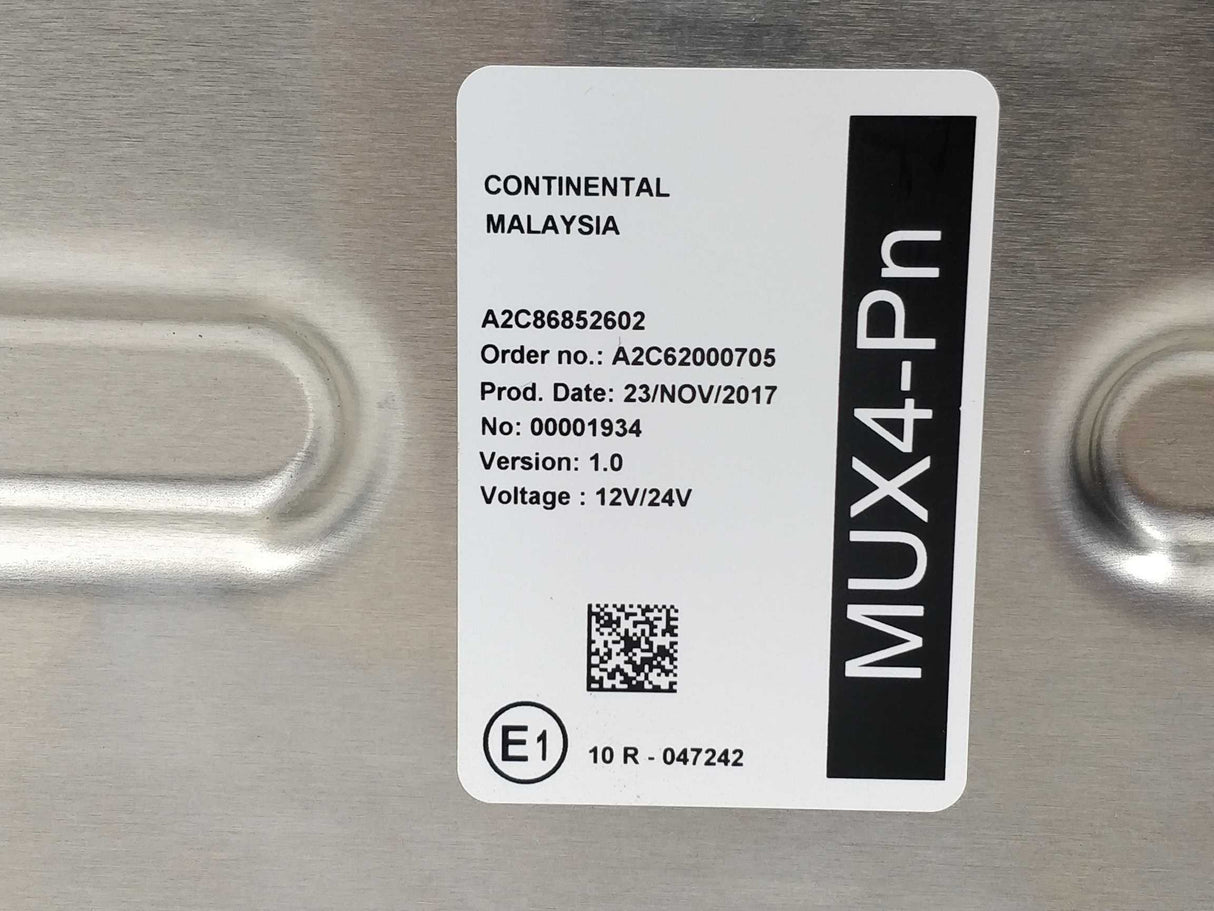 CONTINENTAL
MALAYSIA
A2C86852602
Order no.: A2C62000705
Prod. Date: 23/NOV/2017
No: 00001934
Version: 1.0
Voltage : 12V/24V
E1
10 R - 047242
MUX4-Pn